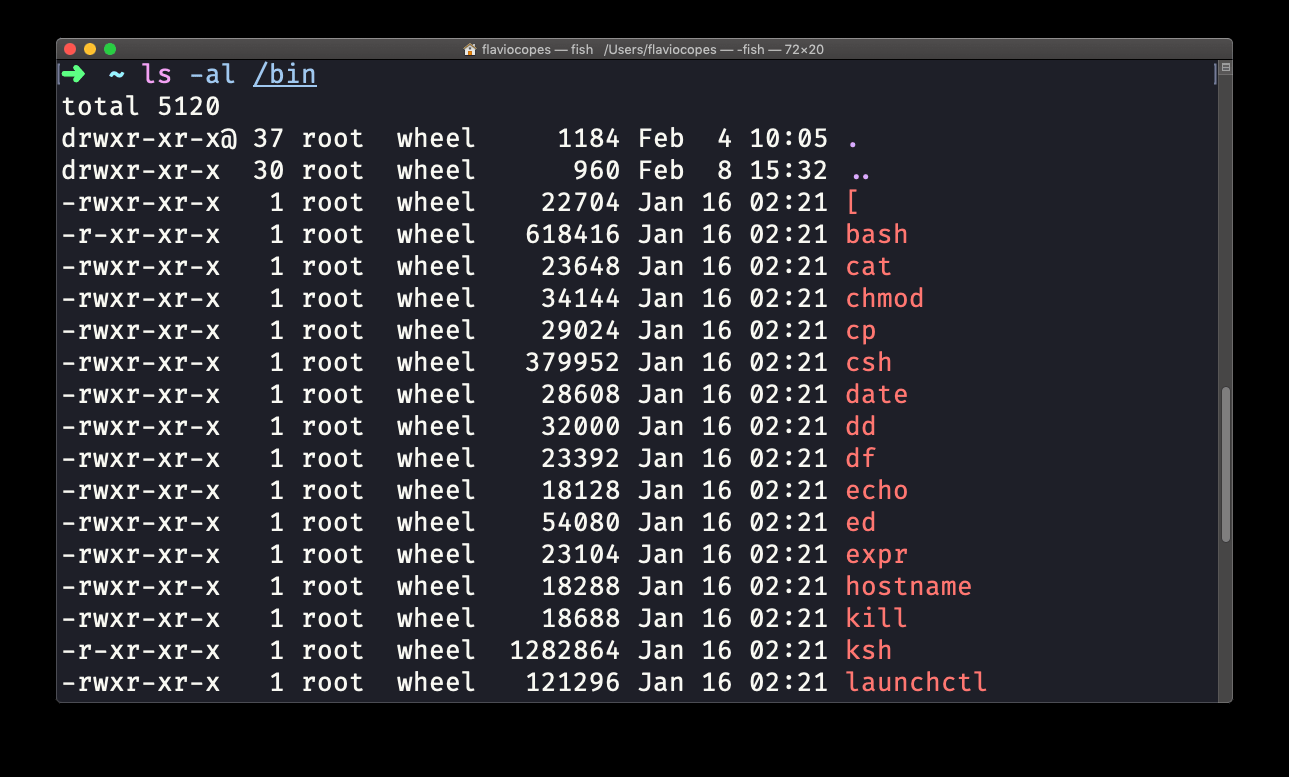 flaviocopes — fish /Users/flaviocopes — -fish — 72×20
➜ ~ ls -al /bin
total 5120
drwxr-xr-x@ 37 root  wheel     1184 Feb  4 10:05 .
drwxr-xr-x  30 root  wheel      960 Feb  8 15:32 ..
-rwxr-xr-x   1 root  wheel    22704 Jan 16 02:21 [
-r-xr-xr-x   1 root  wheel   618416 Jan 16 02:21 bash
-rwxr-xr-x   1 root  wheel    23648 Jan 16 02:21 cat
-rwxr-xr-x   1 root  wheel    34144 Jan 16 02:21 chmod
-rwxr-xr-x   1 root  wheel    29024 Jan 16 02:21 cp
-rwxr-xr-x   1 root  wheel   379952 Jan 16 02:21 csh
-rwxr-xr-x   1 root  wheel    28608 Jan 16 02:21 date
-rwxr-xr-x   1 root  wheel    32000 Jan 16 02:21 dd
-rwxr-xr-x   1 root  wheel    23392 Jan 16 02:21 df
-rwxr-xr-x   1 root  wheel    18128 Jan 16 02:21 echo
-rwxr-xr-x   1 root  wheel    54080 Jan 16 02:21 ed
-rwxr-xr-x   1 root  wheel    23104 Jan 16 02:21 expr
-rwxr-xr-x   1 root  wheel    18288 Jan 16 02:21 hostname
-rwxr-xr-x   1 root  wheel    18688 Jan 16 02:21 kill
-r-xr-xr-x   1 root  wheel  1282864 Jan 16 02:21 ksh
-rwxr-xr-x   1 root  wheel   121296 Jan 16 02:21 launchctl